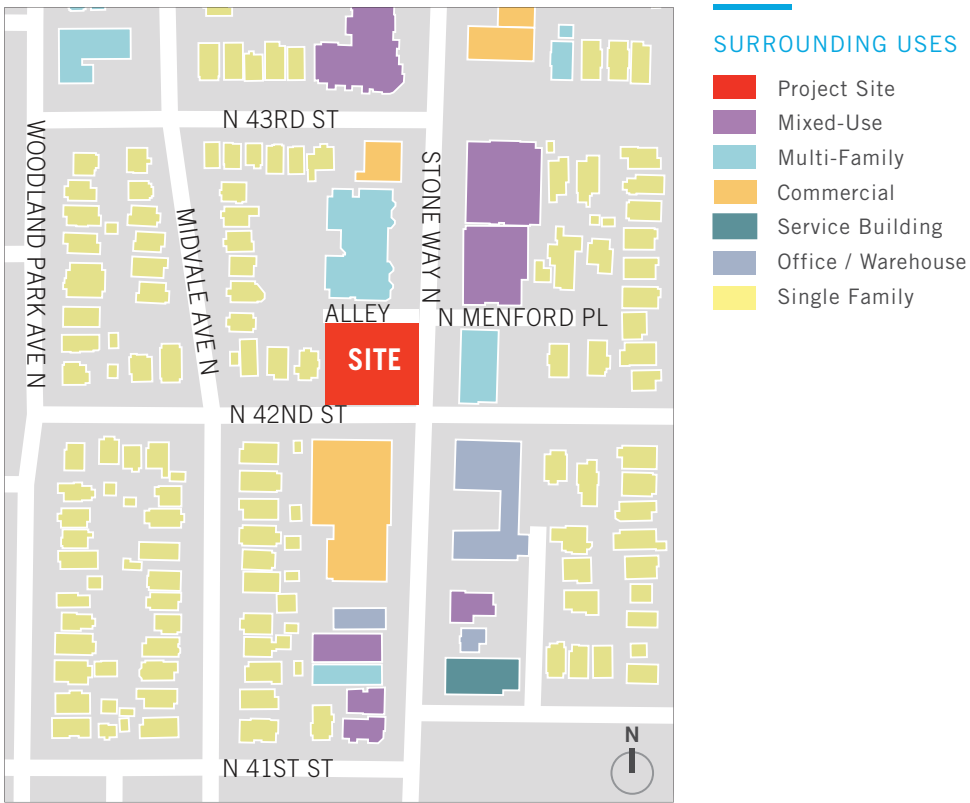 SURROUNDING USES
Project Site
Mixed-Use
Multi-Family
Commercial
Service Building
Office / Warehouse
Single Family
N 43RD ST
WOODLAND PARK AVE N
MIDVALE AVE N
STONE WAY N
ALLEY
N MENFORD PL
SITE
N 42ND ST
N
N 41ST ST